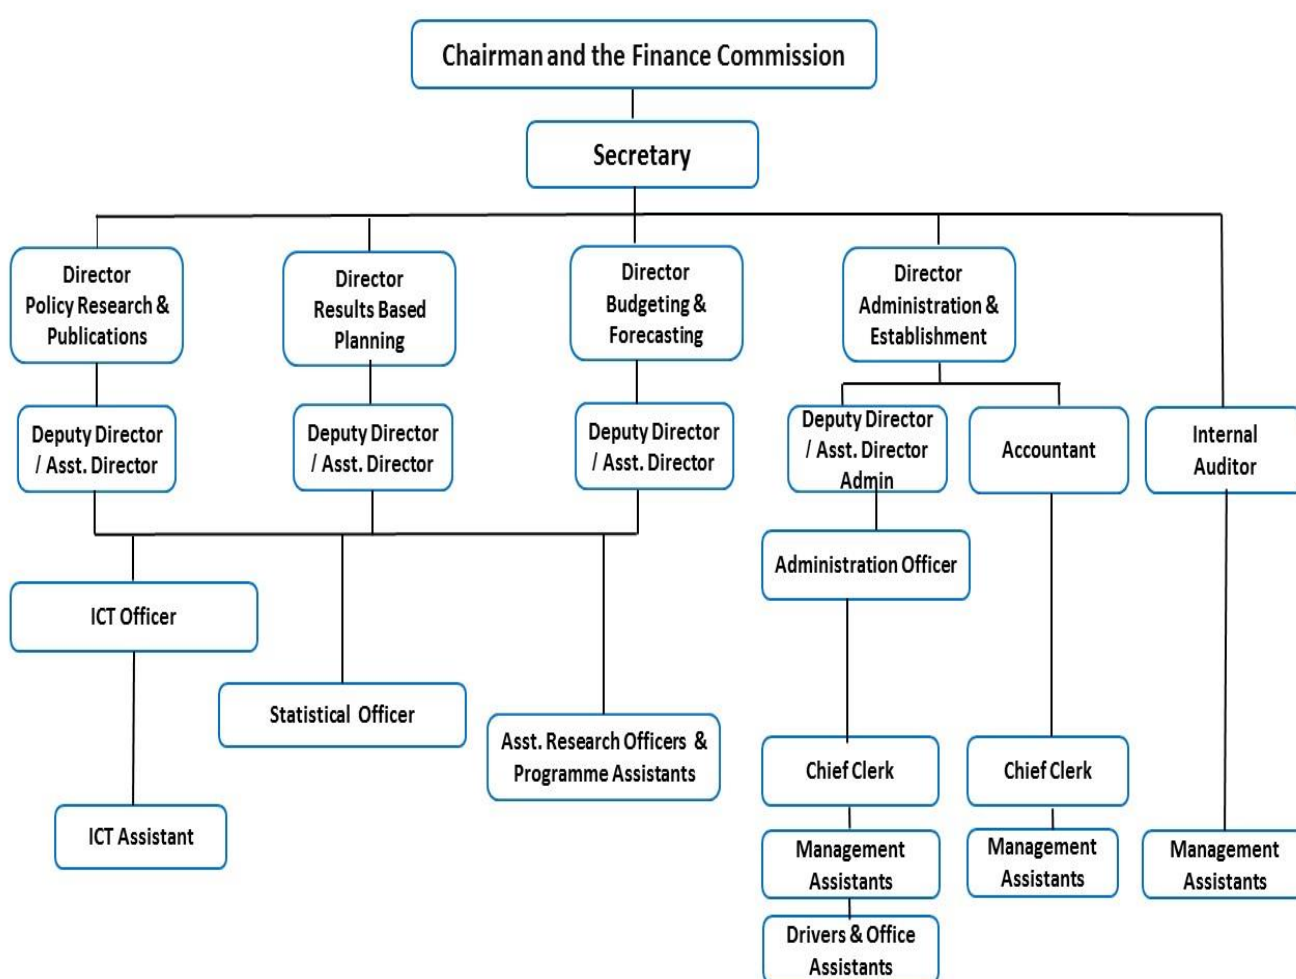 Chairman and the Finance Commission
Secretary
Director
Policy Research &
Publications
Director
Results Based
Planning
Director
Budgeting &
Forecasting
Director
Administration &
Establishment
Deputy Director
/ Asst. Director
Deputy Director
/ Asst. Director
Deputy Director
/ Asst. Director
Deputy Director
/ Asst. Director
Admin
Accountant
Internal
Auditor
Administration Officer
ICT Officer
Statistical Officer
Asst. Research Officers &
Programme Assistants
Chief Clerk
Chief Clerk
ICT Assistant
Management
Assistants
Management
Assistants
Management
Assistants
Drivers & Office
Assistants